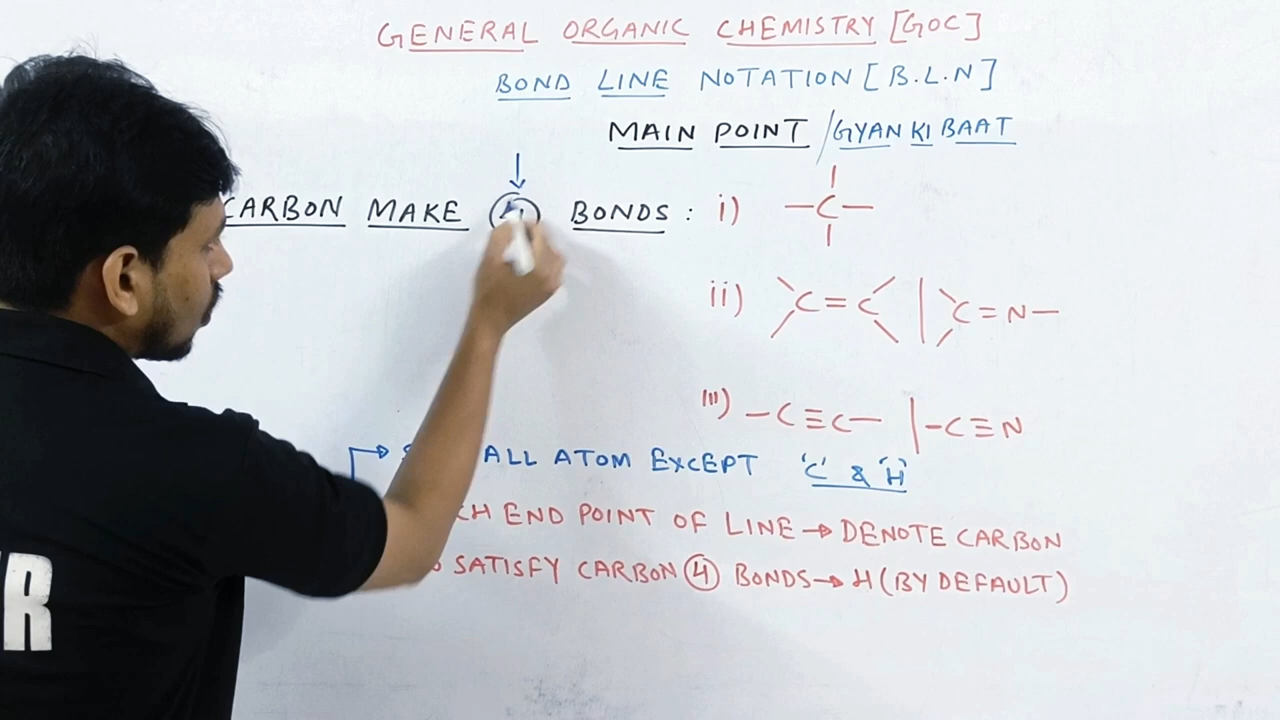 GENERAL ORGANIC CHEMISTRY [GOC]
BOND LINE NOTATION [B.L.N]
MAIN POINT / GYAN KI BAAT
CARBON MAKE 4 BONDS : i) —C—
ii) >C=C< | >C=N—
iii) —C≡C— | —C≡N
ALL ATOM EXCEPT 'C' & 'H'
END POINT OF LINE → DENOTE CARBON
SATISFY CARBON 4 BONDS → H (BY DEFAULT)
R